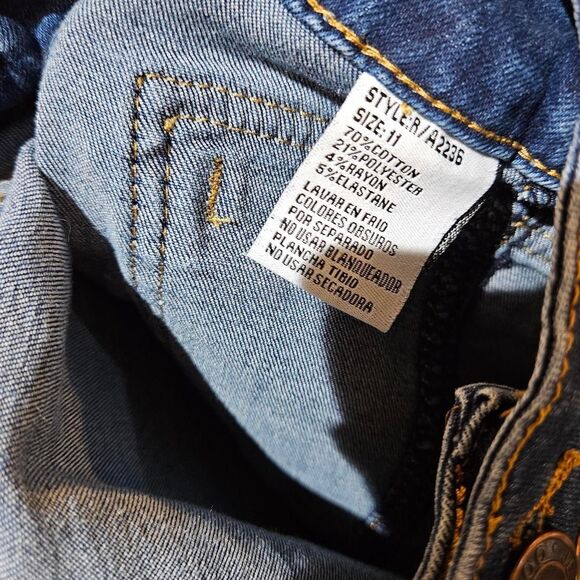 STYLE:R/A2236
SIZE:11
70%COTTON
21%POLYESTER
4%RAYON
5%ELASTANE
LAVAR EN FRIO
COLORES OBSUROS
POR SEPARADO
NO USAR BLANQUEADOR
PLANCHA TIBIO
NO USAR SECADORA